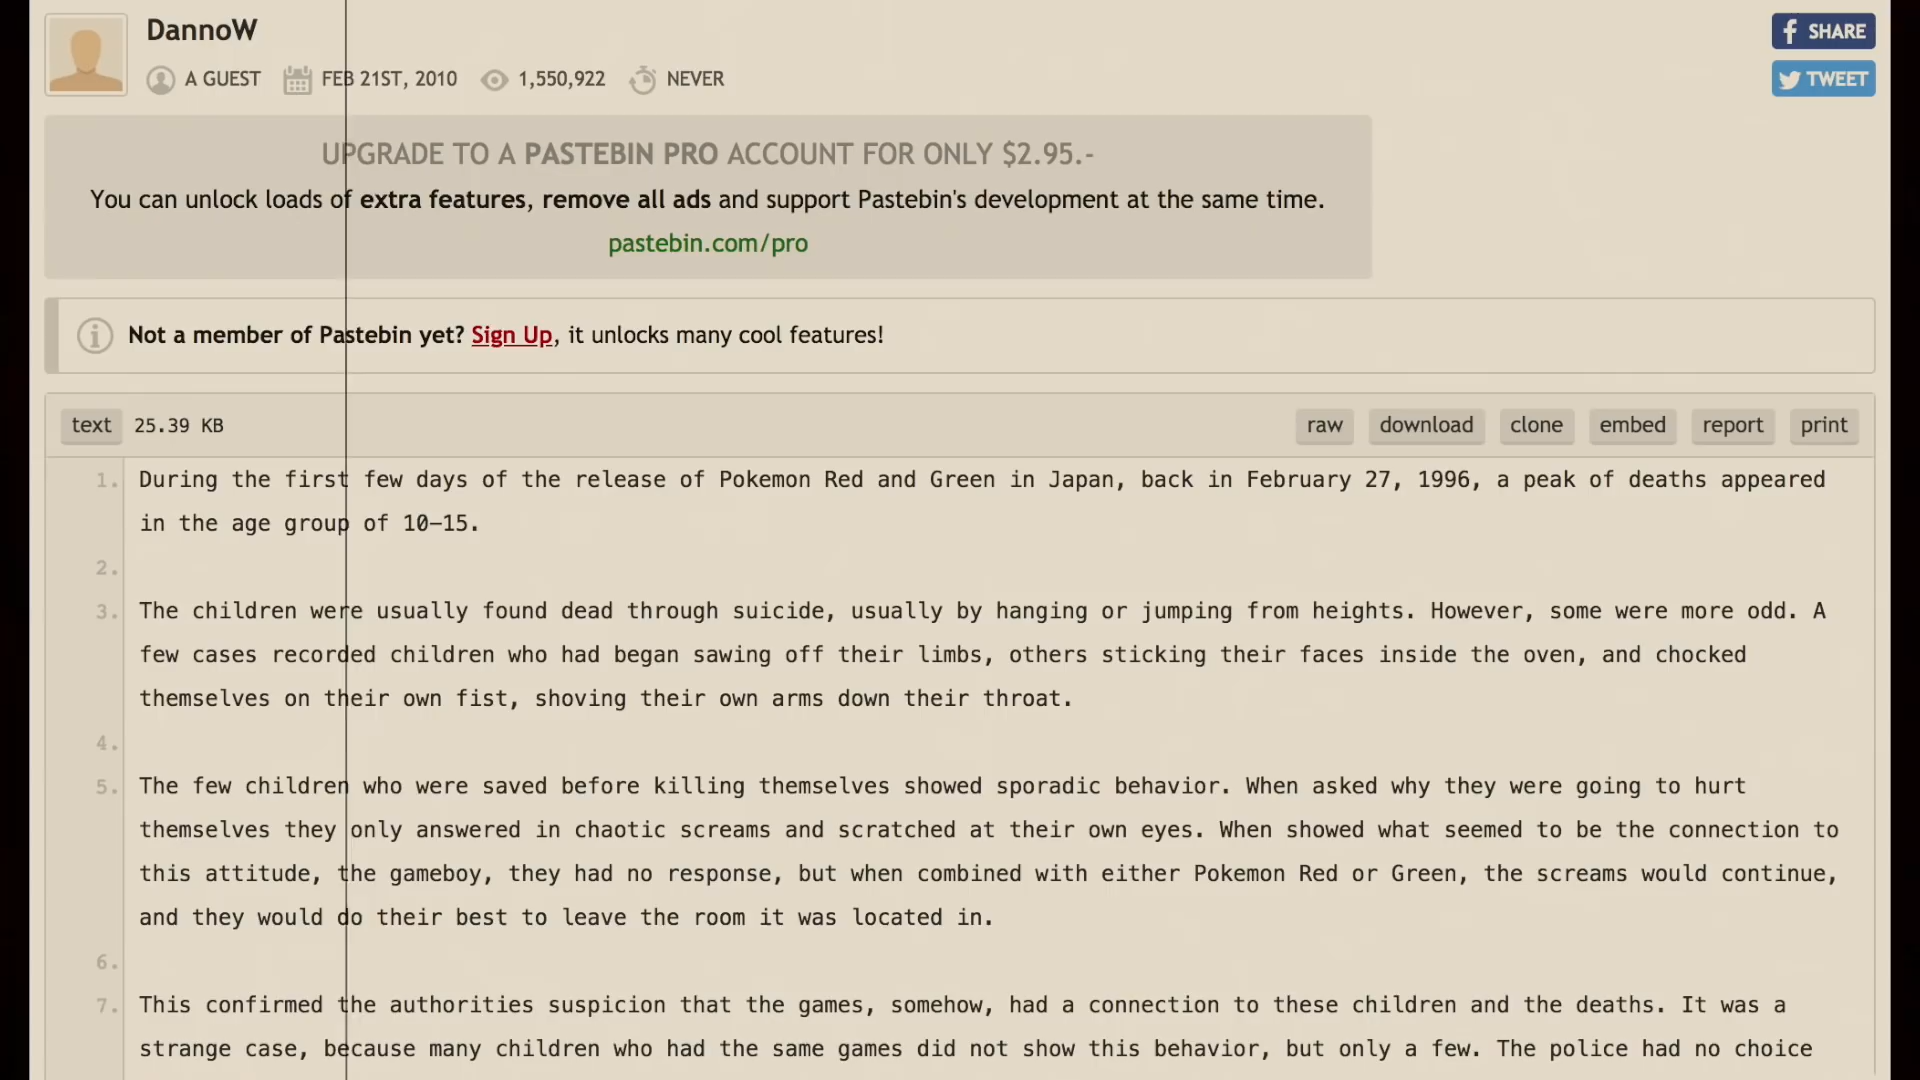 DannoW
SHARE
A GUEST FEB 21ST, 2010 1,550,922 NEVER
TWEET
UPGRADE TO A PASTEBIN PRO ACCOUNT FOR ONLY $2.95.-
You can unlock loads of extra features, remove all ads and support Pastebin's development at the same time.
pastebin.com/pro
Not a member of Pastebin yet? Sign Up, it unlocks many cool features!
text 25.39 KB raw download clone embed report print
1. During the first few days of the release of Pokemon Red and Green in Japan, back in February 27, 1996, a peak of deaths appeared
in the age group of 10-15.
2.
3. The children were usually found dead through suicide, usually by hanging or jumping from heights. However, some were more odd. A
few cases recorded children who had began sawing off their limbs, others sticking their faces inside the oven, and chocked
themselves on their own fist, shoving their own arms down their throat.
4.
5. The few children who were saved before killing themselves showed sporadic behavior. When asked why they were going to hurt
themselves they only answered in chaotic screams and scratched at their own eyes. When showed what seemed to be the connection to
this attitude, the gameboy, they had no response, but when combined with either Pokemon Red or Green, the screams would continue,
and they would do their best to leave the room it was located in.
6.
7. This confirmed the authorities suspicion that the games, somehow, had a connection to these children and the deaths. It was a
strange case, because many children who had the same games did not show this behavior, but only a few. The police had no choice